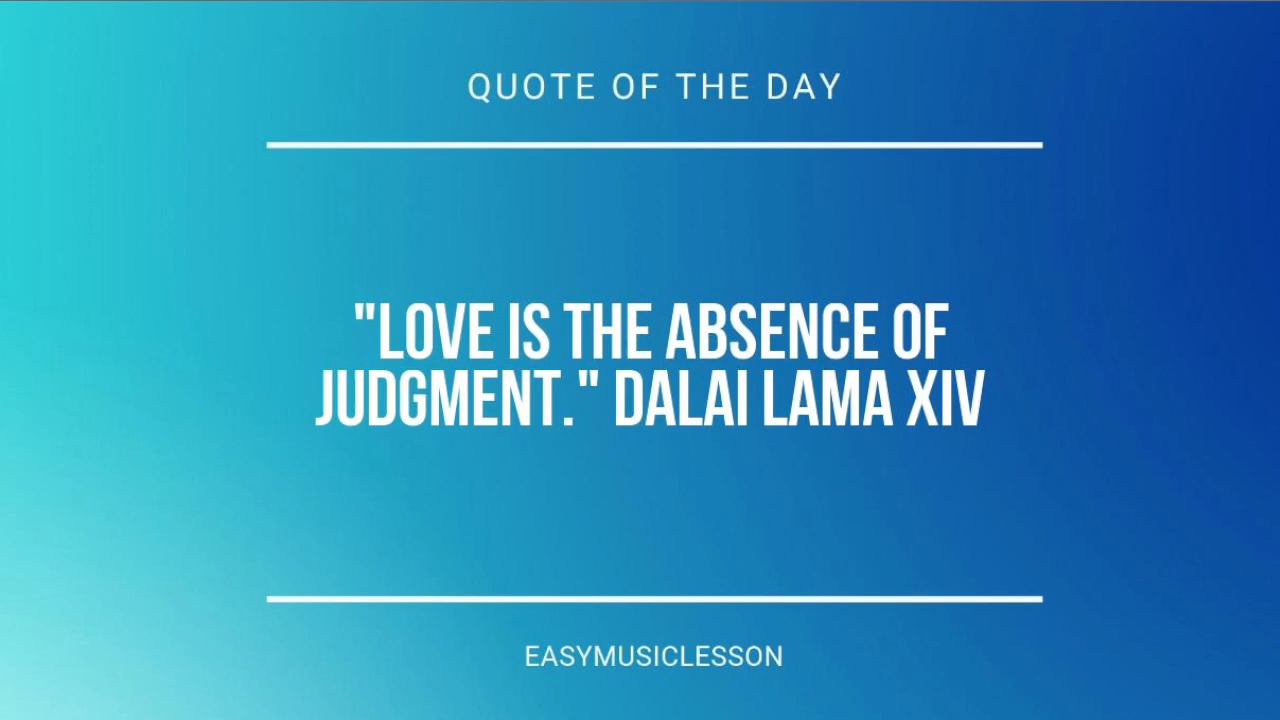 QUOTE OF THE DAY
"LOVE IS THE ABSENCE OF
JUDGMENT." DALAI LAMA XIV
EASYMUSICLESSON